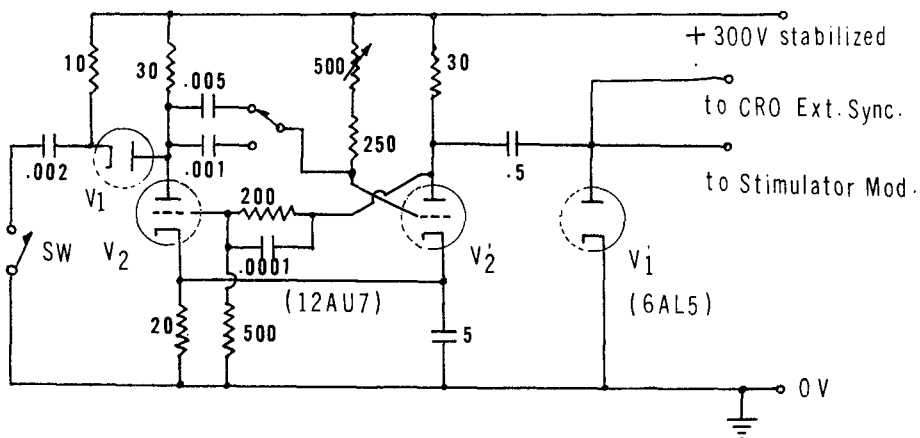 + 300V stabilized
10
30
500
30
.005
to CRO Ext. Sync.
.002
.001
250
.5
to Stimulator Mod.
V1
200
V2
V2'
V1'
SW
.0001
(12AU7)
(6AL5)
20
500
5
0V